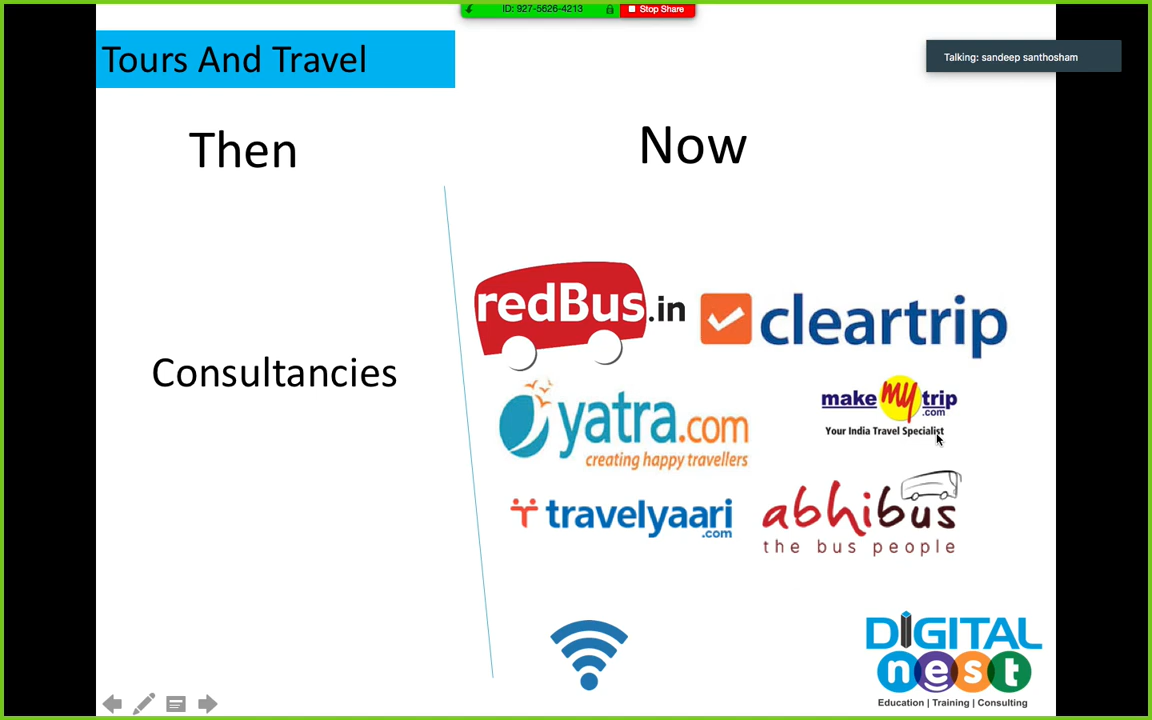 ID: 927-5626-4213
Stop Share
Talking: sandeep santhosham
Tours And Travel
Then
Now
Consultancies
redBus.in
cleartrip
yatra.com
creating happy travellers
make my trip
.com
Your India Travel Specialist
travelyaari
.com
abhibus
the bus people
DIGITAL
nest
Education | Training | Consulting